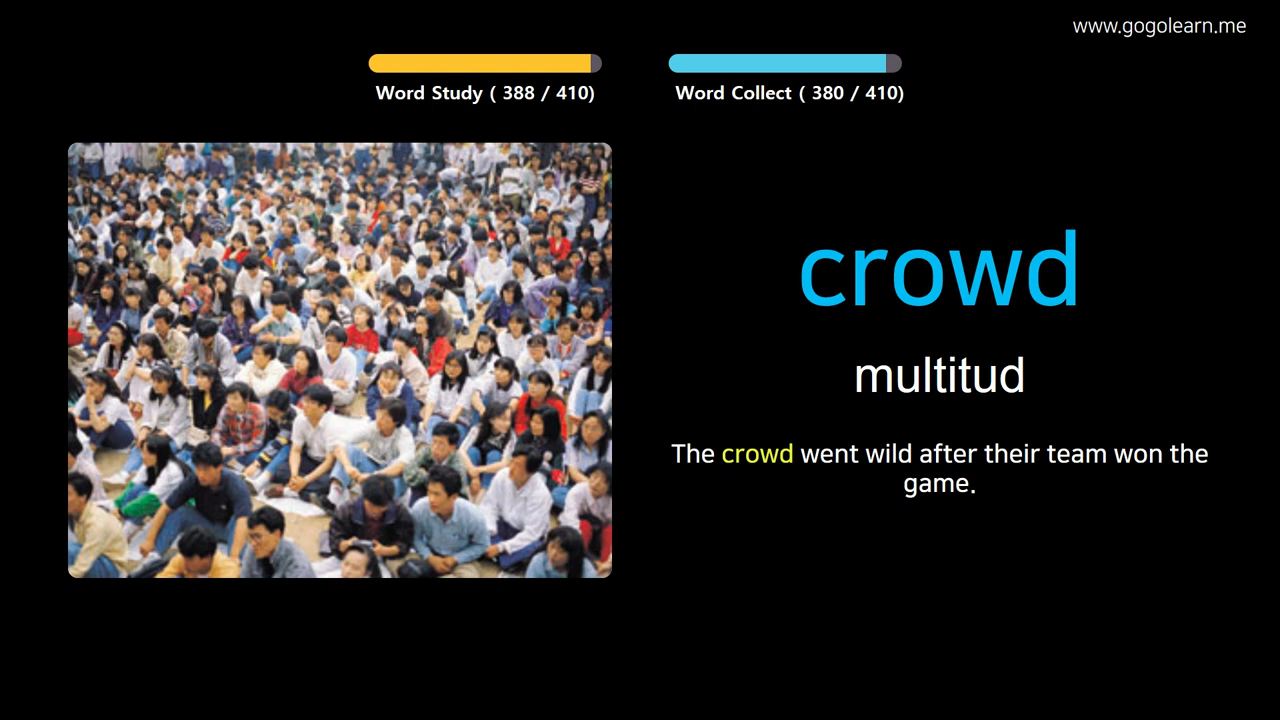 www.gogolearn.me
Word Study ( 388 / 410)
Word Collect ( 380 / 410)
crowd
multitud
The crowd went wild after their team won the
game.